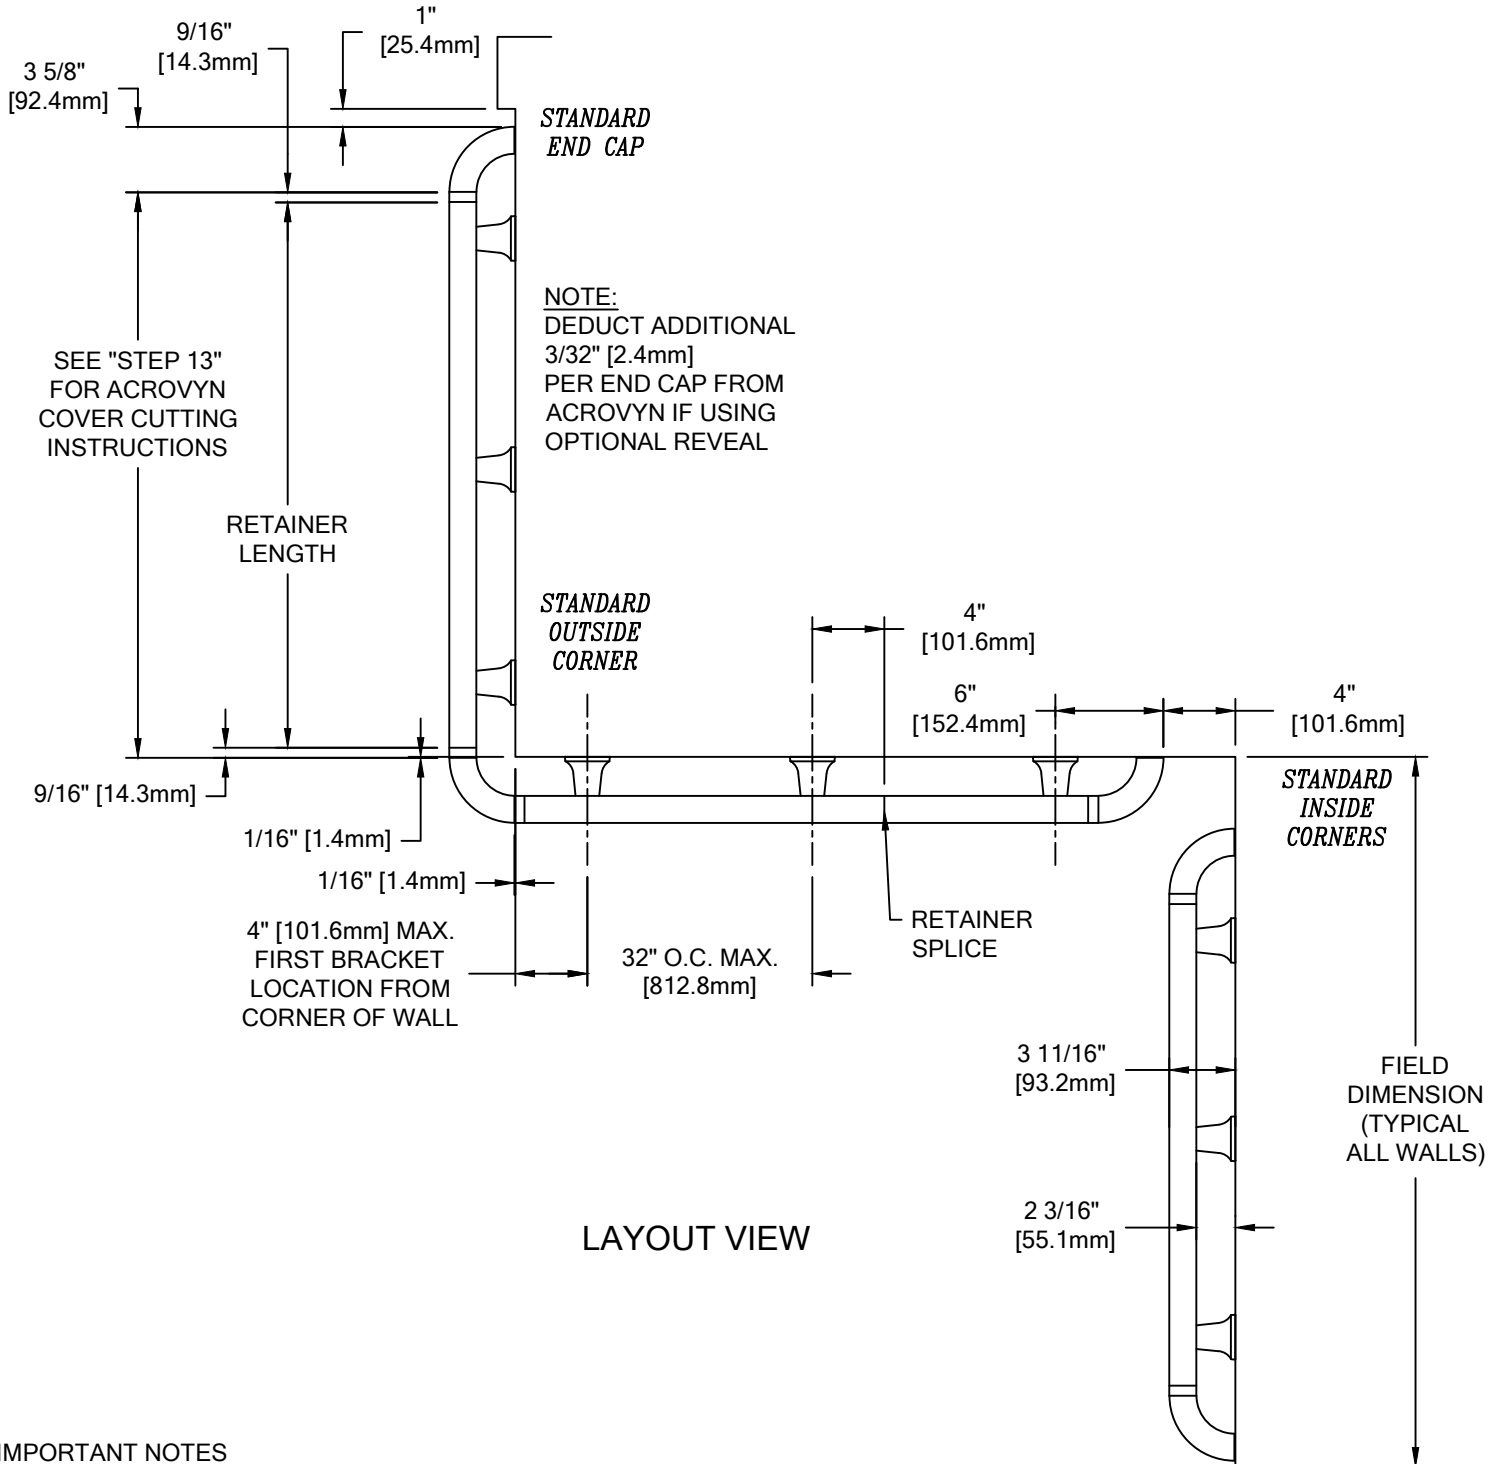 1"
[25.4mm]
9/16"
[14.3mm]
3 5/8"
[92.4mm]
STANDARD
END CAP
NOTE:
DEDUCT ADDITIONAL
3/32" [2.4mm]
PER END CAP FROM
ACROVYN IF USING
OPTIONAL REVEAL
SEE "STEP 13"
FOR ACROVYN
COVER CUTTING
INSTRUCTIONS
RETAINER
LENGTH
STANDARD
OUTSIDE
CORNER
4"
[101.6mm]
6"
[152.4mm]
4"
[101.6mm]
9/16" [14.3mm]
1/16" [1.4mm]
1/16" [1.4mm]
STANDARD
INSIDE
CORNERS
4" [101.6mm] MAX.
FIRST BRACKET
LOCATION FROM
CORNER OF WALL
32" O.C. MAX.
[812.8mm]
RETAINER
SPLICE
3 11/16"
[93.2mm]
FIELD
DIMENSION
(TYPICAL
ALL WALLS)
2 3/16"
[55.1mm]
LAYOUT VIEW
IMPORTANT NOTES